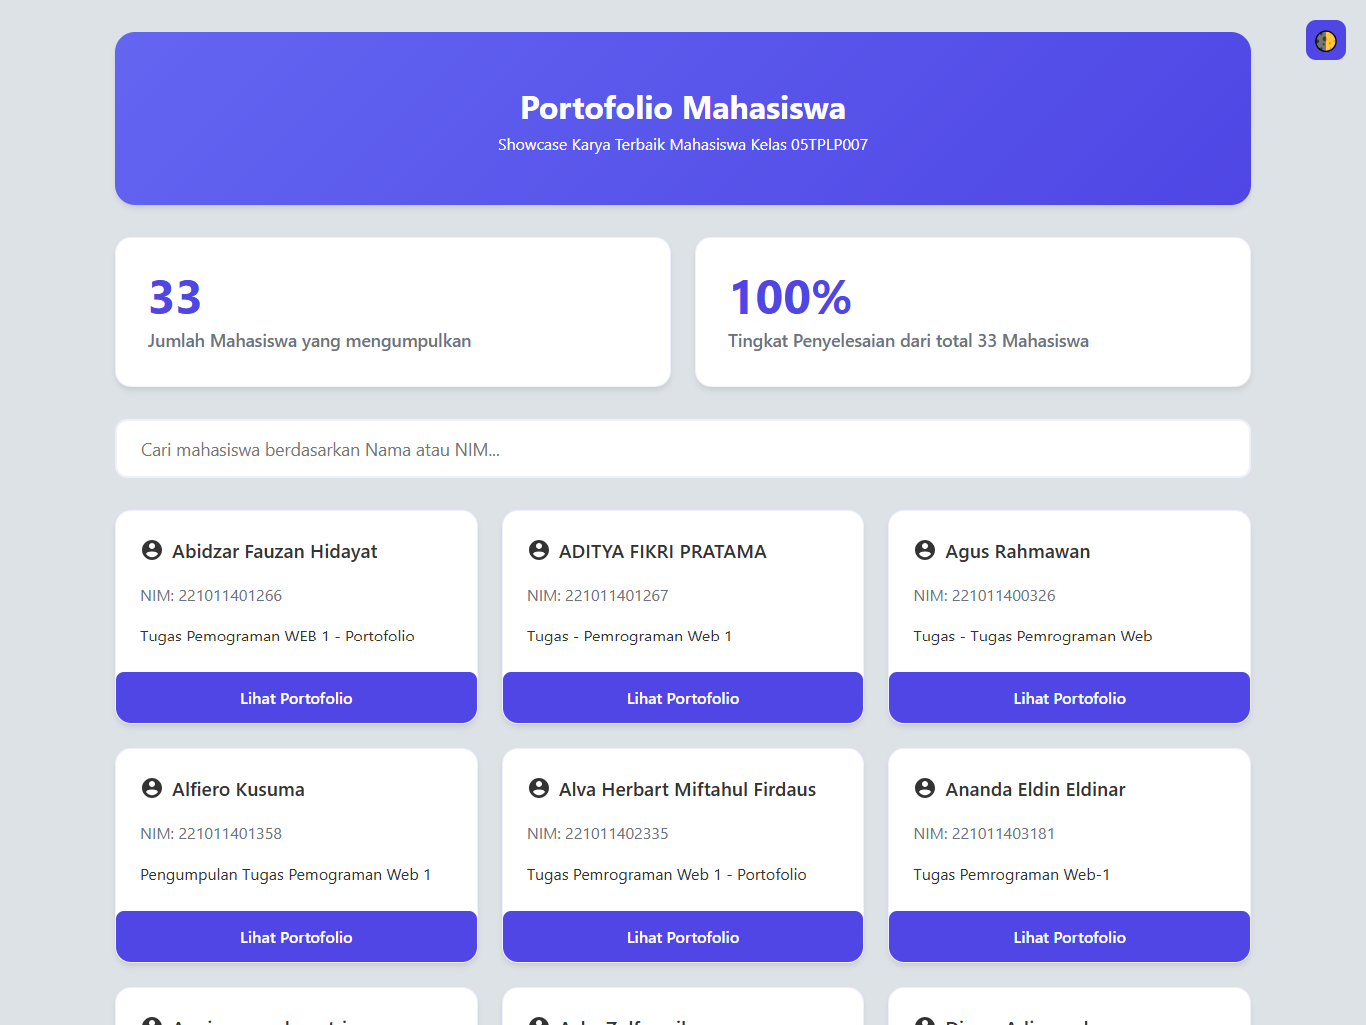 Portofolio Mahasiswa
Showcase Karya Terbaik Mahasiswa Kelas 05TPLP007
33
Jumlah Mahasiswa yang mengumpulkan
100%
Tingkat Penyelesaian dari total 33 Mahasiswa
Cari mahasiswa berdasarkan Nama atau NIM...
Abidzar Fauzan Hidayat
NIM: 221011401266
Tugas Pemograman WEB 1 - Portofolio
Lihat Portofolio
ADITYA FIKRI PRATAMA
NIM: 221011401267
Tugas - Pemrograman Web 1
Lihat Portofolio
Agus Rahmawan
NIM: 221011400326
Tugas - Tugas Pemrograman Web
Lihat Portofolio
Alfiero Kusuma
NIM: 221011401358
Pengumpulan Tugas Pemograman Web 1
Lihat Portofolio
Alva Herbart Miftahul Firdaus
NIM: 221011402335
Tugas Pemrograman Web 1 - Portofolio
Lihat Portofolio
Ananda Eldin Eldinar
NIM: 221011403181
Tugas Pemrograman Web-1
Lihat Portofolio